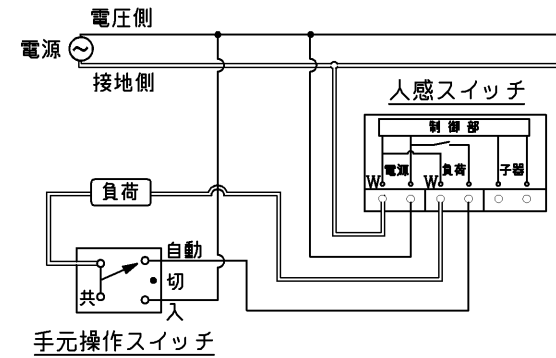 電圧側
電源
接地側
人感スイッチ
制 御 部
電源
負荷
子器
W
W
負荷
自動
切
共
入
手元操作スイッチ